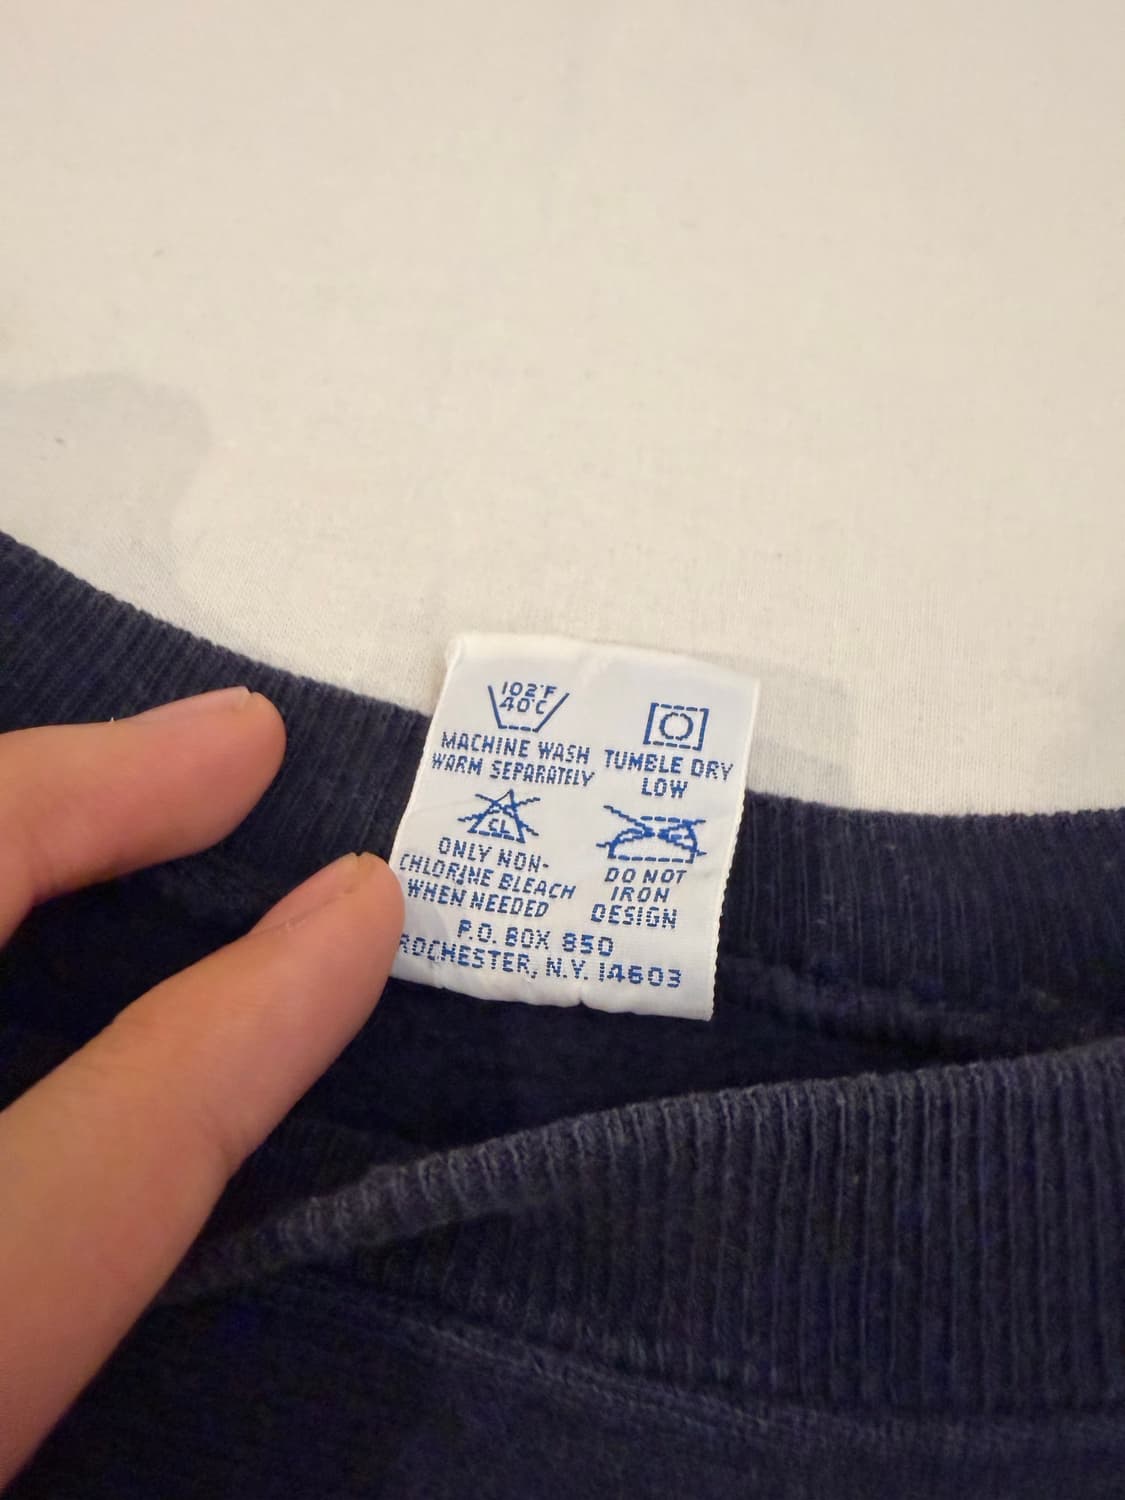 102°F
40°C
MACHINE WASH
WARM SEPARATELY
TUMBLE DRY
LOW
CL
ONLY NON-
CHLORINE BLEACH
WHEN NEEDED
DO NOT
IRON
DESIGN
P.O. BOX 850
ROCHESTER, N.Y. 14603